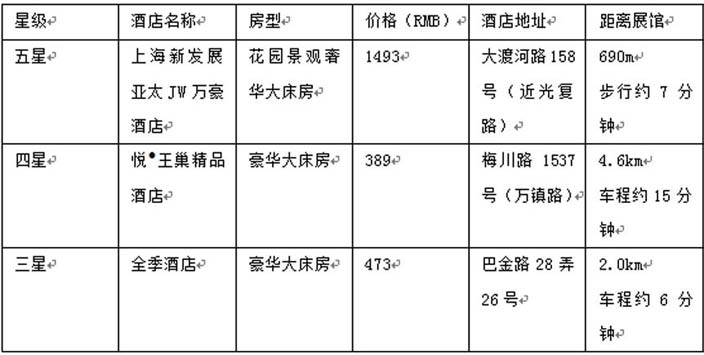 星级 酒店名称 房型 价格（RMB） 酒店地址 距离展馆
五星 上海新发展 花园景观奢 1493 大渡河路 158 690m
亚太 JW 万豪 华大床房 号（近光复 步行约 7 分
酒店 路） 钟
四星 悦•王巢精品 豪华大床房 389 梅川路 1537 4.6km
酒店 号（万镇路） 车程约 15 分
钟
三星 全季酒店 豪华大床房 473 巴金路 28 弄 2.0km
26 号 车程约 6 分
钟